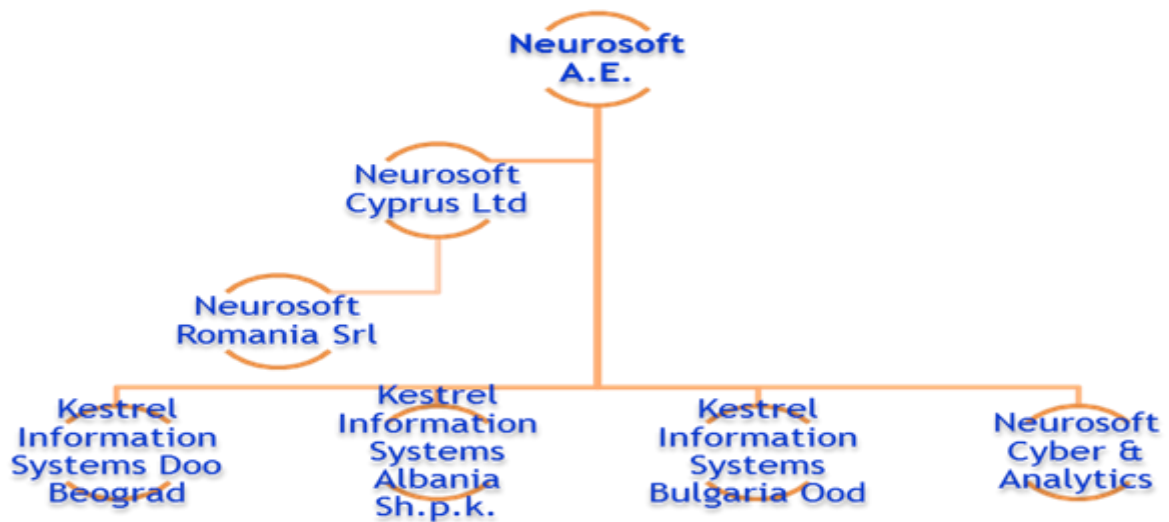 Neurosoft
A.E.
Neurosoft
Cyprus Ltd
Neurosoft
Romania Srl
Kestrel
Information
Systems Doo
Beograd
Kestrel
Information
Systems
Albania
Sh.p.k.
Kestrel
Information
Systems
Bulgaria Ood
Neurosoft
Cyber &
Analytics